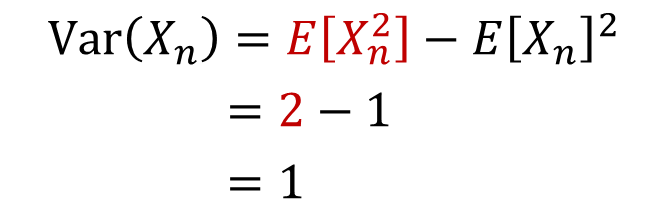 Var(Xₙ) = E[Xₙ²] − E[Xₙ]²
= 2 − 1
= 1